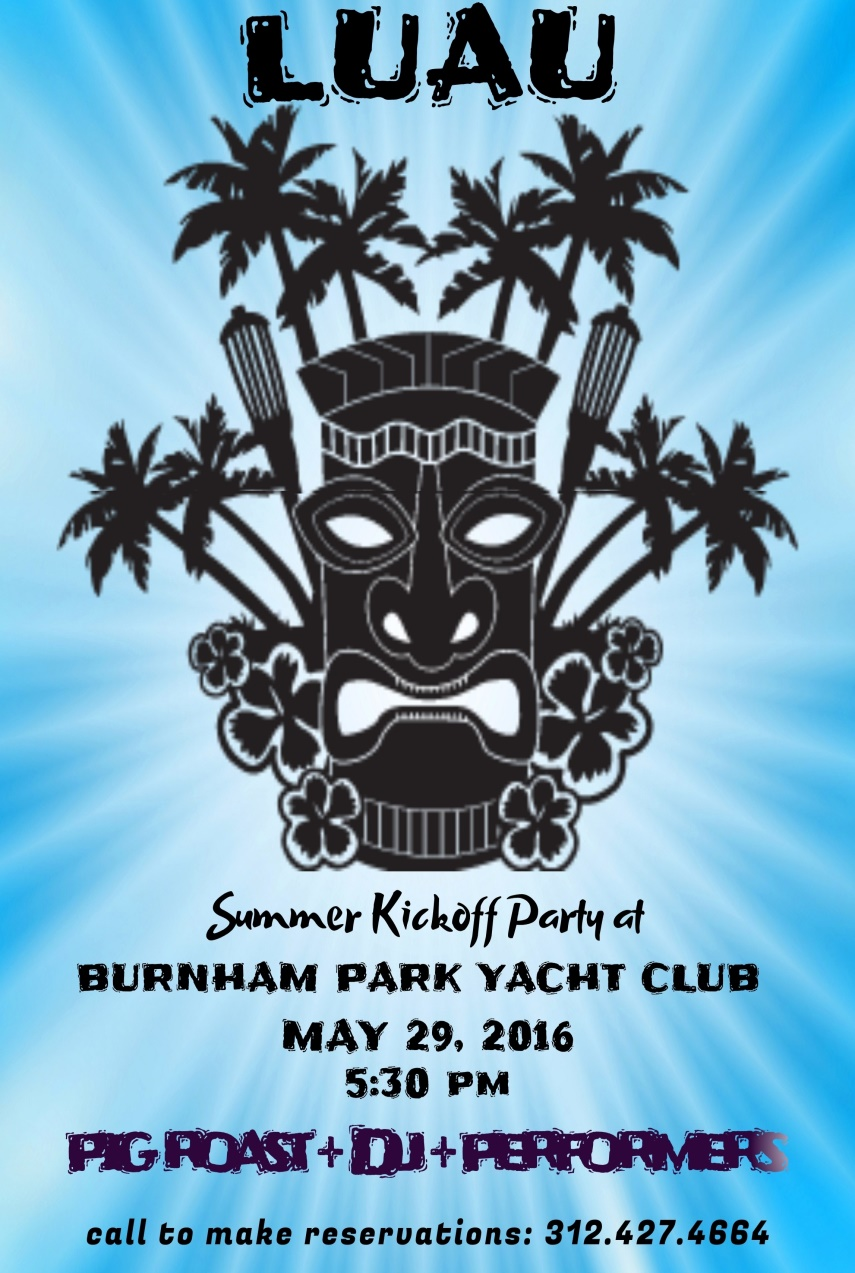 LUAU
Summer Kickoff Party at
BURNHAM PARK YACHT CLUB
MAY 29, 2016
5:30 PM
PIG ROAST + DJ + PERFORMERS
call to make reservations: 312.427.4664